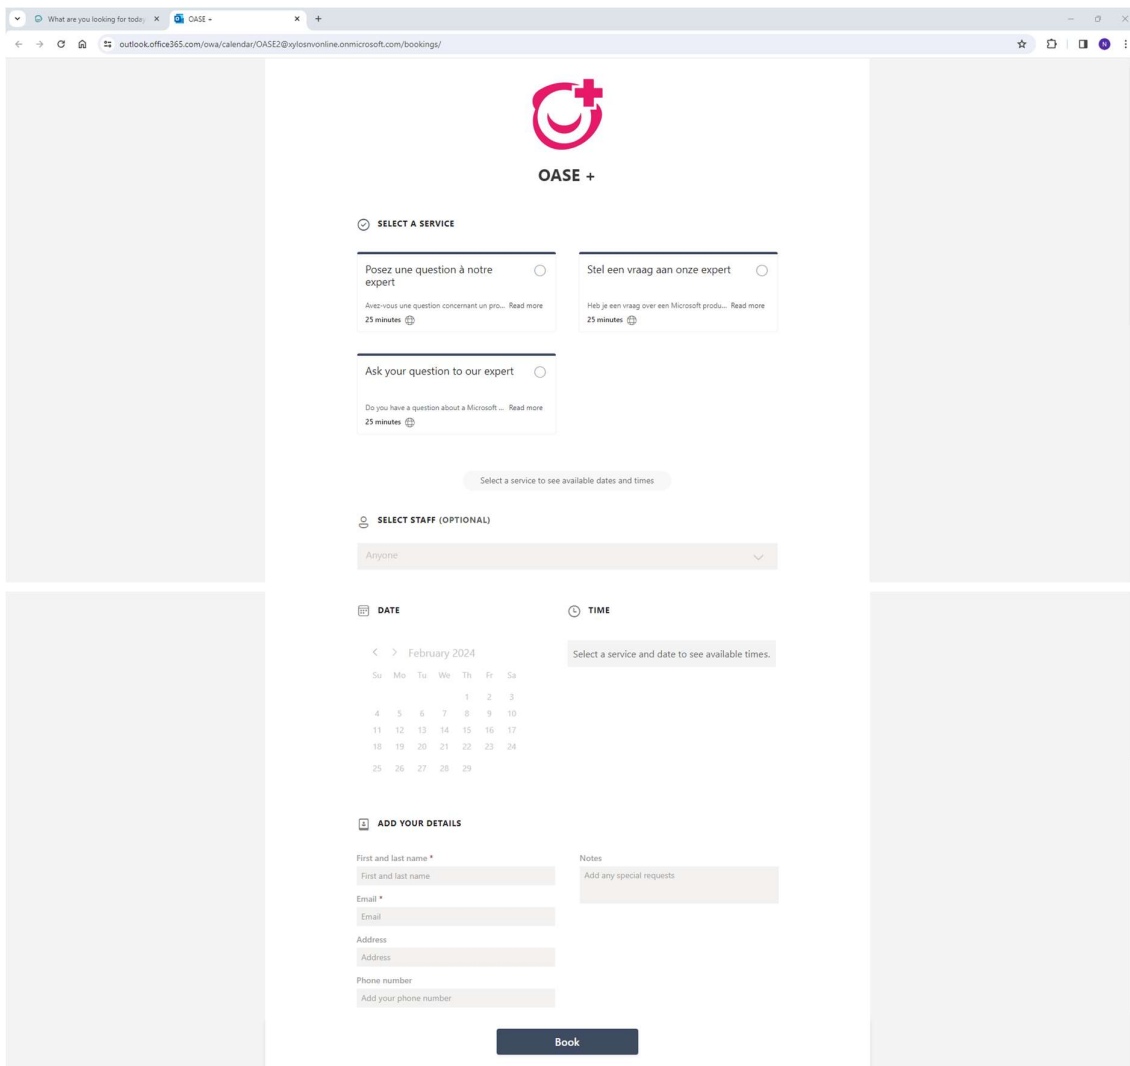 What are you looking for today
OASE -
outlook.office365.com/owa/calendar/OASE2@xylosnvonline.onmicrosoft.com/bookings/
N
OASE +
SELECT A SERVICE
Posez une question à notre
expert
Avez-vous une question concernant un pro... Read more
25 minutes
Stel een vraag aan onze expert
Heb je een vraag over een Microsoft produ... Read more
25 minutes
Ask your question to our expert
Do you have a question about a Microsoft ... Read more
25 minutes
Select a service to see available dates and times
SELECT STAFF (OPTIONAL)
Anyone
DATE
February 2024
Su Mo Tu We Th Fr Sa
1 2 3
4 5 6 7 8 9 10
11 12 13 14 15 16 17
18 19 20 21 22 23 24
25 26 27 28 29
TIME
Select a service and date to see available times.
ADD YOUR DETAILS
First and last name *
First and last name
Email *
Email
Address
Address
Phone number
Add your phone number
Notes
Add any special requests
Book